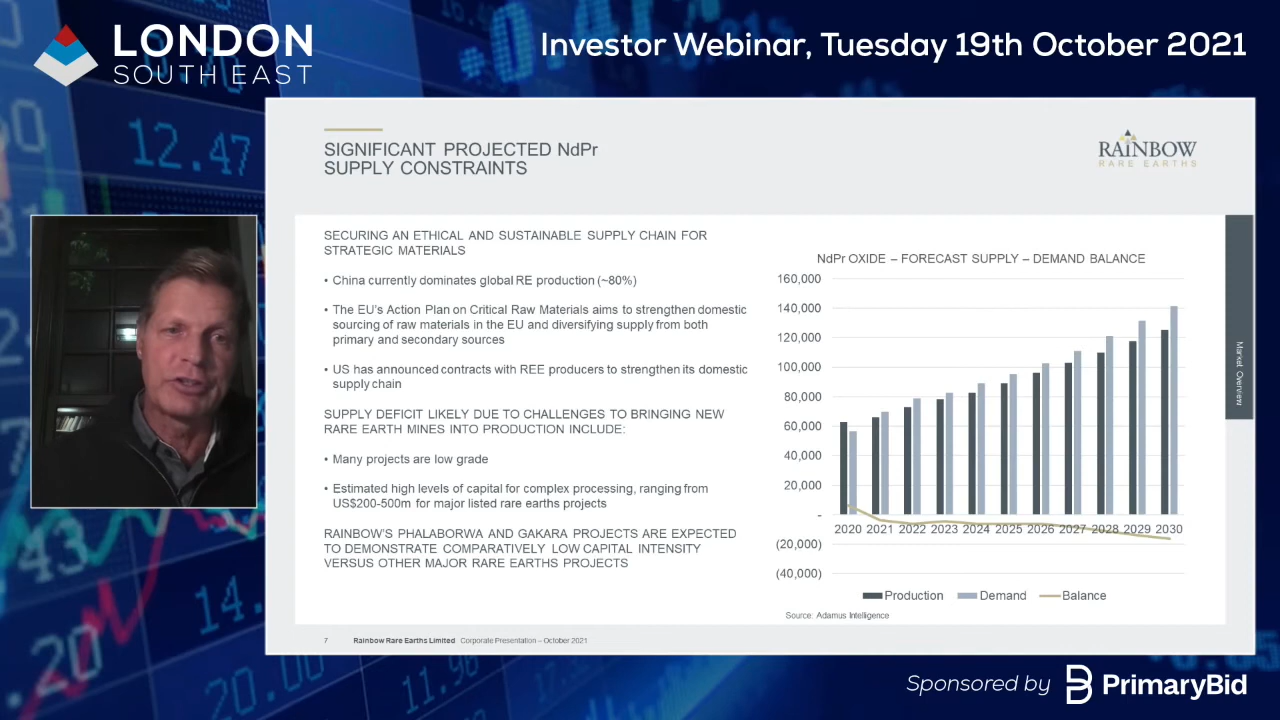 LONDON
SOUTH EAST
Investor Webinar, Tuesday 19th October 2021
12.47
SIGNIFICANT PROJECTED NdPr
SUPPLY CONSTRAINTS
RAINBOW
RARE EARTHS
SECURING AN ETHICAL AND SUSTAINABLE SUPPLY CHAIN FOR
STRATEGIC MATERIALS
• China currently dominates global RE production (~80%)
• The EU's Action Plan on Critical Raw Materials aims to strengthen domestic
sourcing of raw materials in the EU and diversifying supply from both
primary and secondary sources
• US has announced contracts with REE producers to strengthen its domestic
supply chain
SUPPLY DEFICIT LIKELY DUE TO CHALLENGES TO BRINGING NEW
RARE EARTH MINES INTO PRODUCTION INCLUDE:
• Many projects are low grade
• Estimated high levels of capital for complex processing, ranging from
US$200-500m for major listed rare earths projects
RAINBOW'S PHALABORWA AND GAKARA PROJECTS ARE EXPECTED
TO DEMONSTRATE COMPARATIVELY LOW CAPITAL INTENSITY
VERSUS OTHER MAJOR RARE EARTHS PROJECTS
NdPr OXIDE – FORECAST SUPPLY – DEMAND BALANCE
160,000
140,000
120,000
100,000
80,000
60,000
40,000
20,000
-
2020 2021 2022 2023 2024 2025 2026 2027 2028 2029 2030
(20,000)
(40,000)
Production Demand Balance
Source: Adamus Intelligence
Market Overview
7 Rainbow Rare Earths Limited Corporate Presentation – October 2021
20.00
11.96
Sponsored by PrimaryBid